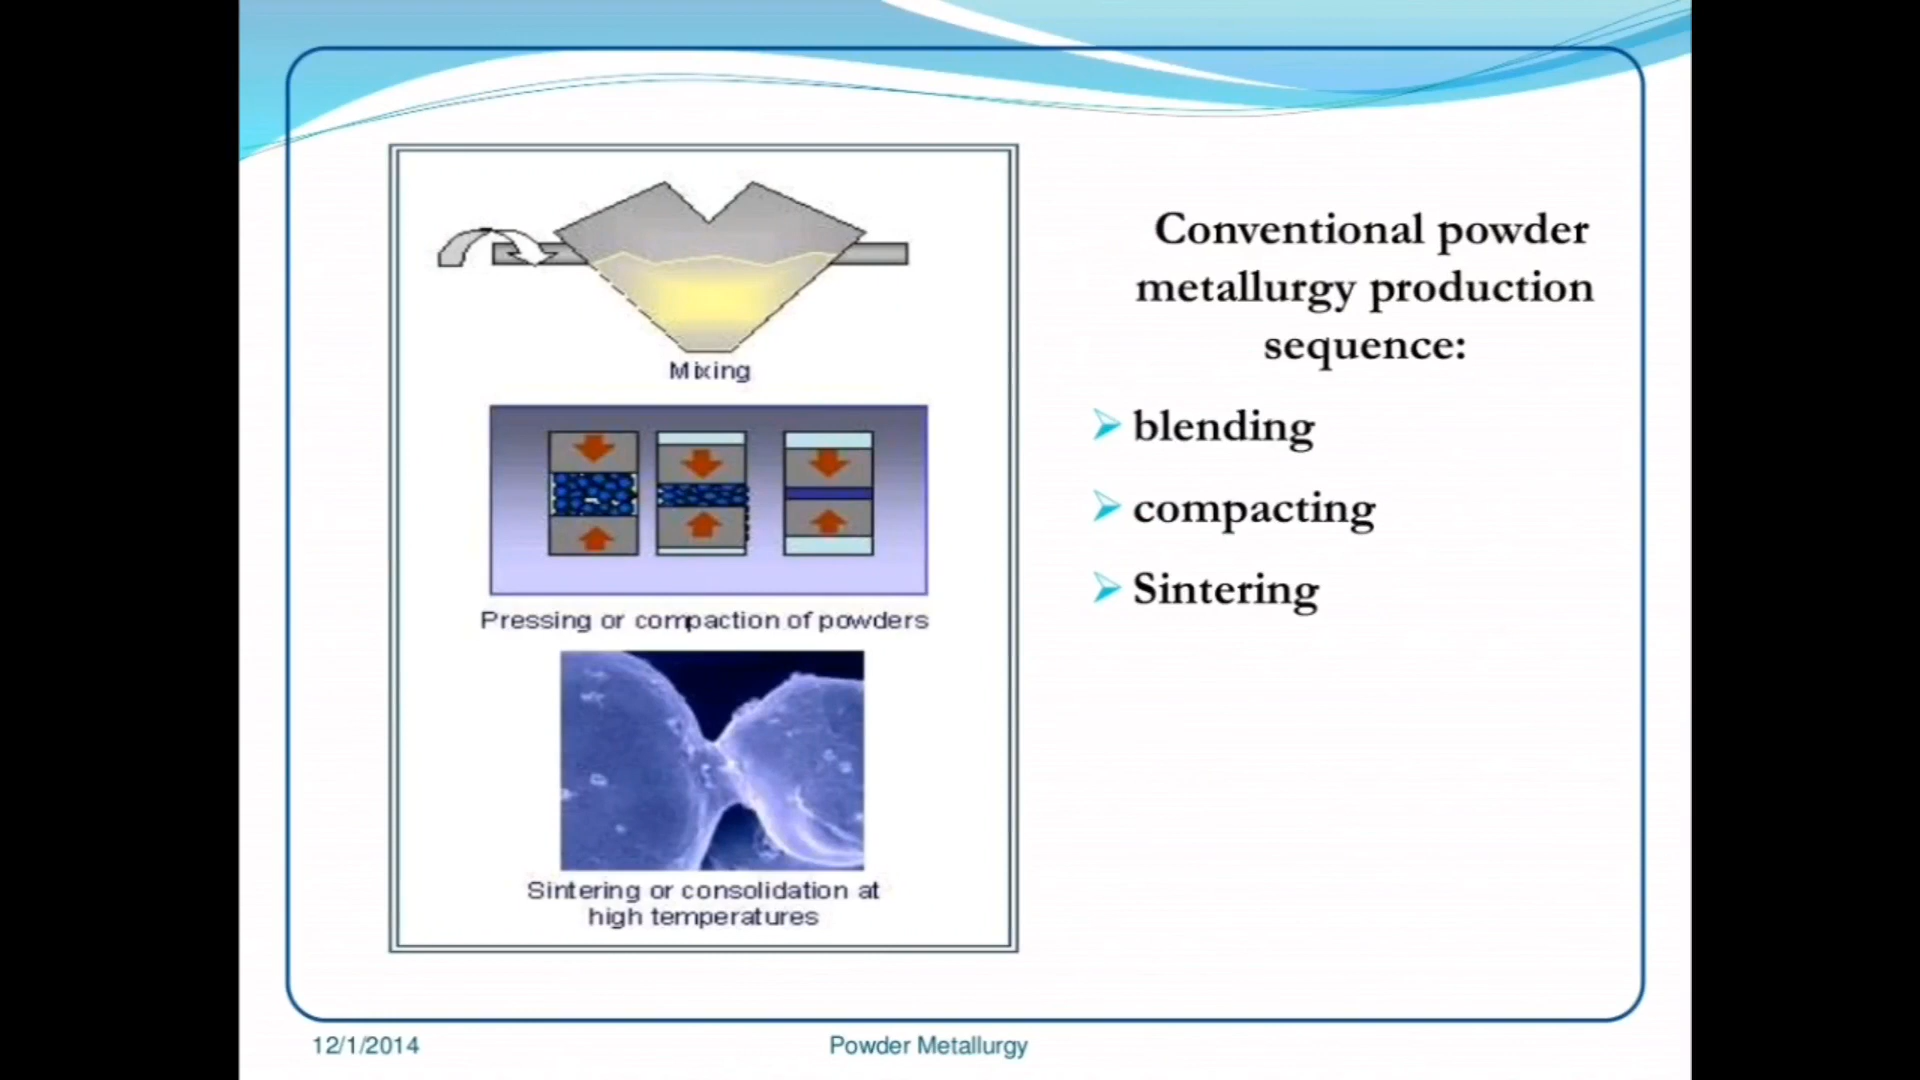 Mixing
Pressing or compaction of powders
Sintering or consolidation at
high temperatures
Conventional powder
metallurgy production
sequence:
blending
compacting
Sintering
12/1/2014
Powder Metallurgy